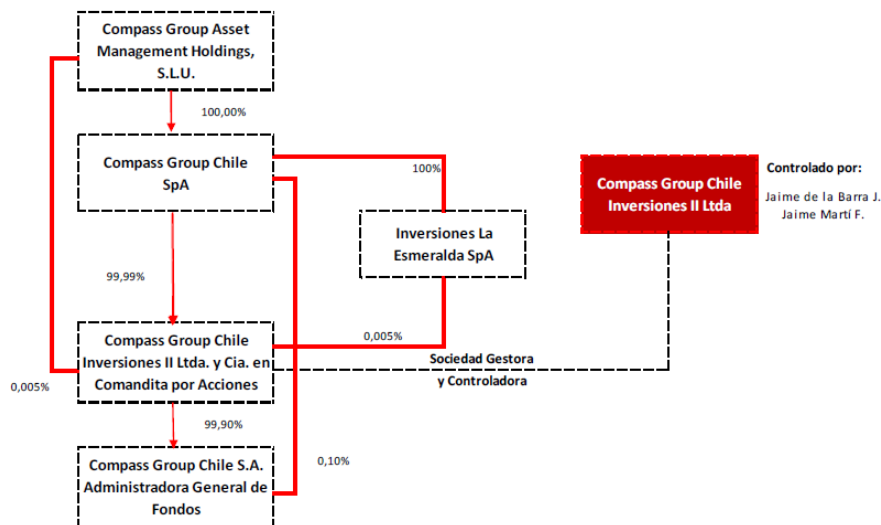 Compass Group Asset
Management Holdings,
S.L.U.
100,00%
Compass Group Chile
SpA
100%
Compass Group Chile
Inversiones II Ltda
Controlado por:
Jaime de la Barra J.
Jaime Martí F.
Inversiones La
Esmeralda SpA
99,99%
0,005%
Compass Group Chile
Inversiones II Ltda. y Cia. en
Comandita por Acciones
Sociedad Gestora
y Controladora
0,005%
99,90%
Compass Group Chile S.A.
Administradora General de
Fondos
0,10%